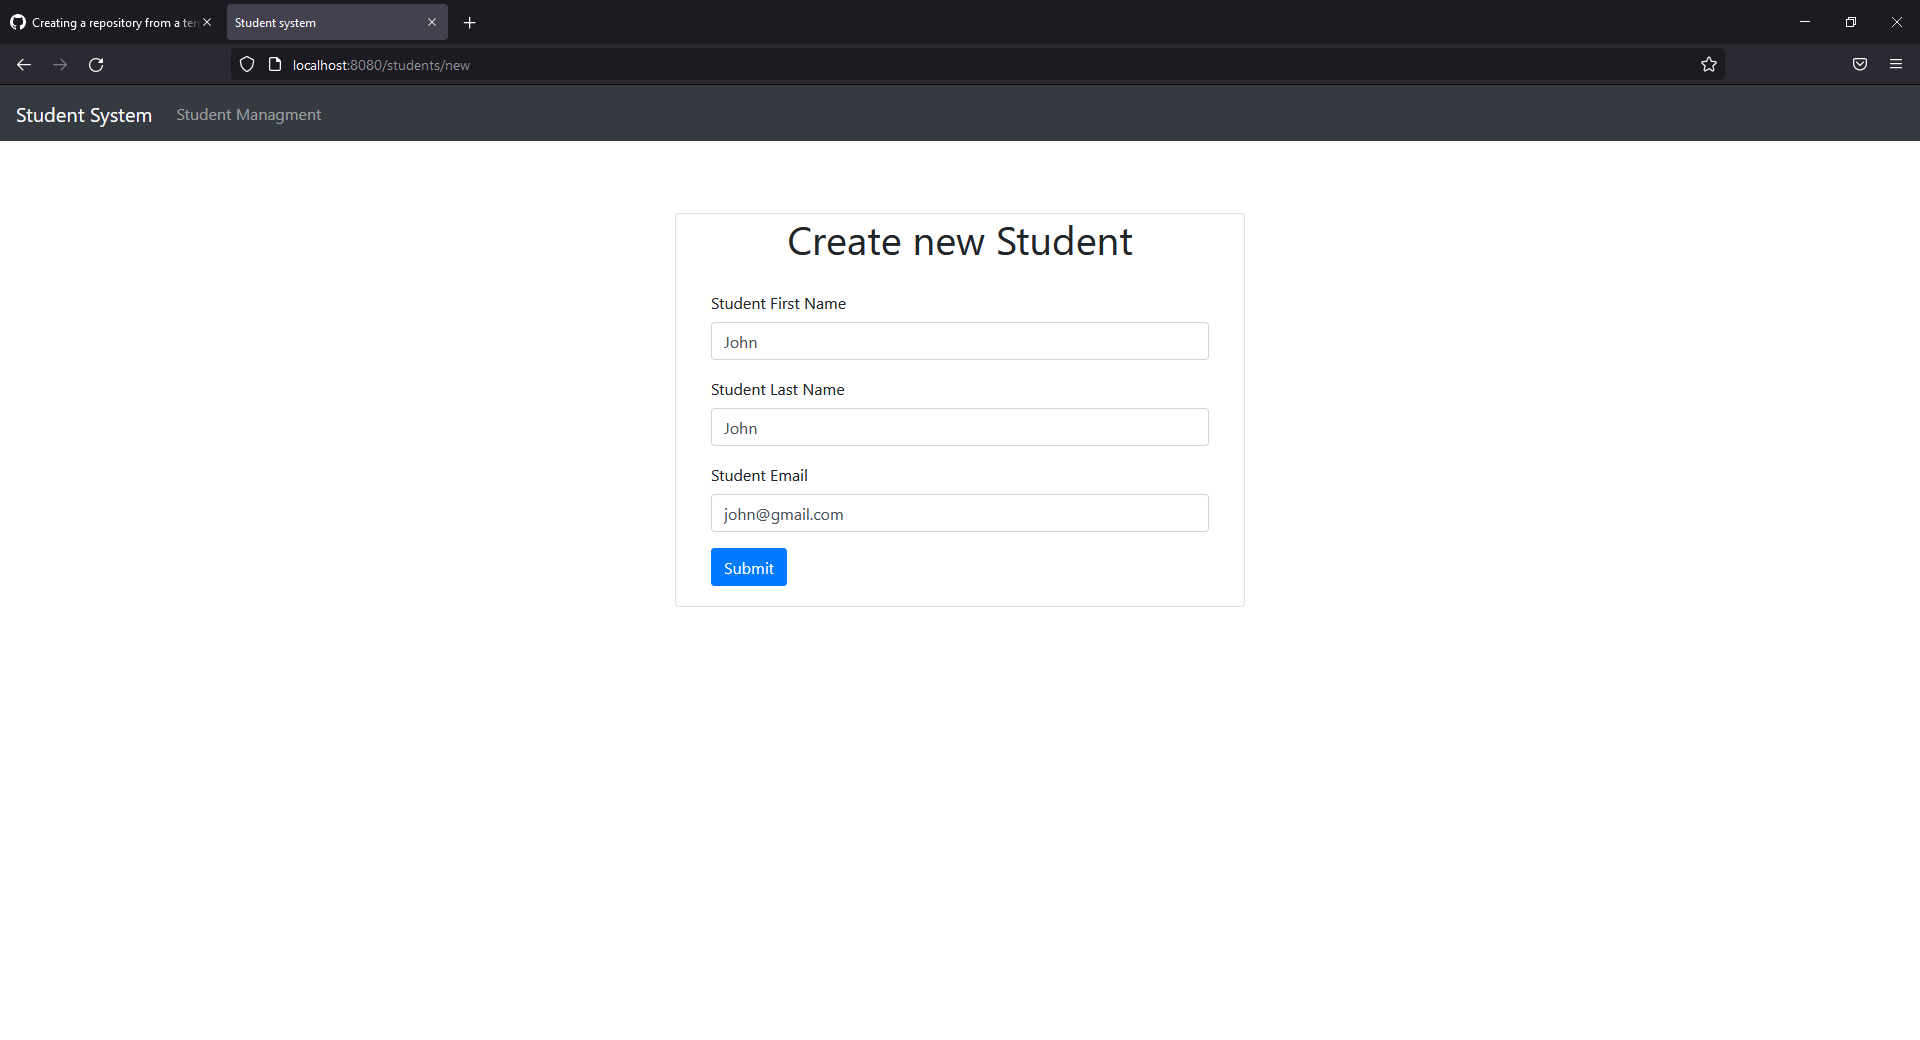 Creating a repository from a ten
Student system
localhost:8080/students/new
Student System Student Managment
Create new Student
Student First Name
John
Student Last Name
John
Student Email
john@gmail.com
Submit